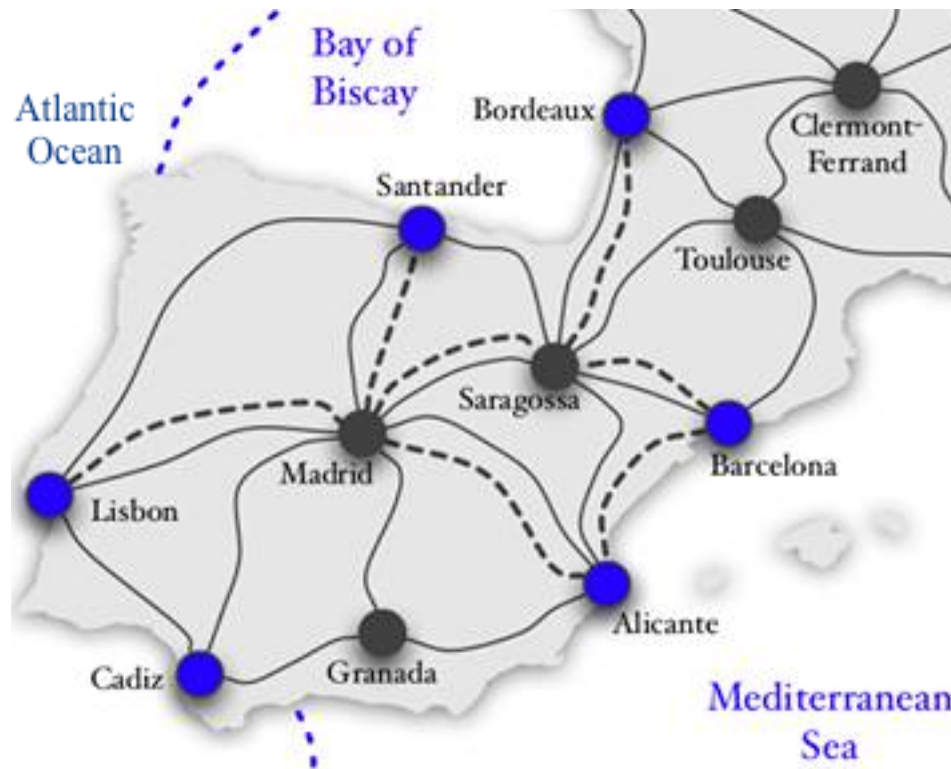 Bay of
Biscay
Atlantic
Ocean
Bordeaux
Clermont-
Ferrand
Santander
Toulouse
Saragossa
Madrid
Barcelona
Lisbon
Alicante
Cadiz
Granada
Mediterranean
Sea